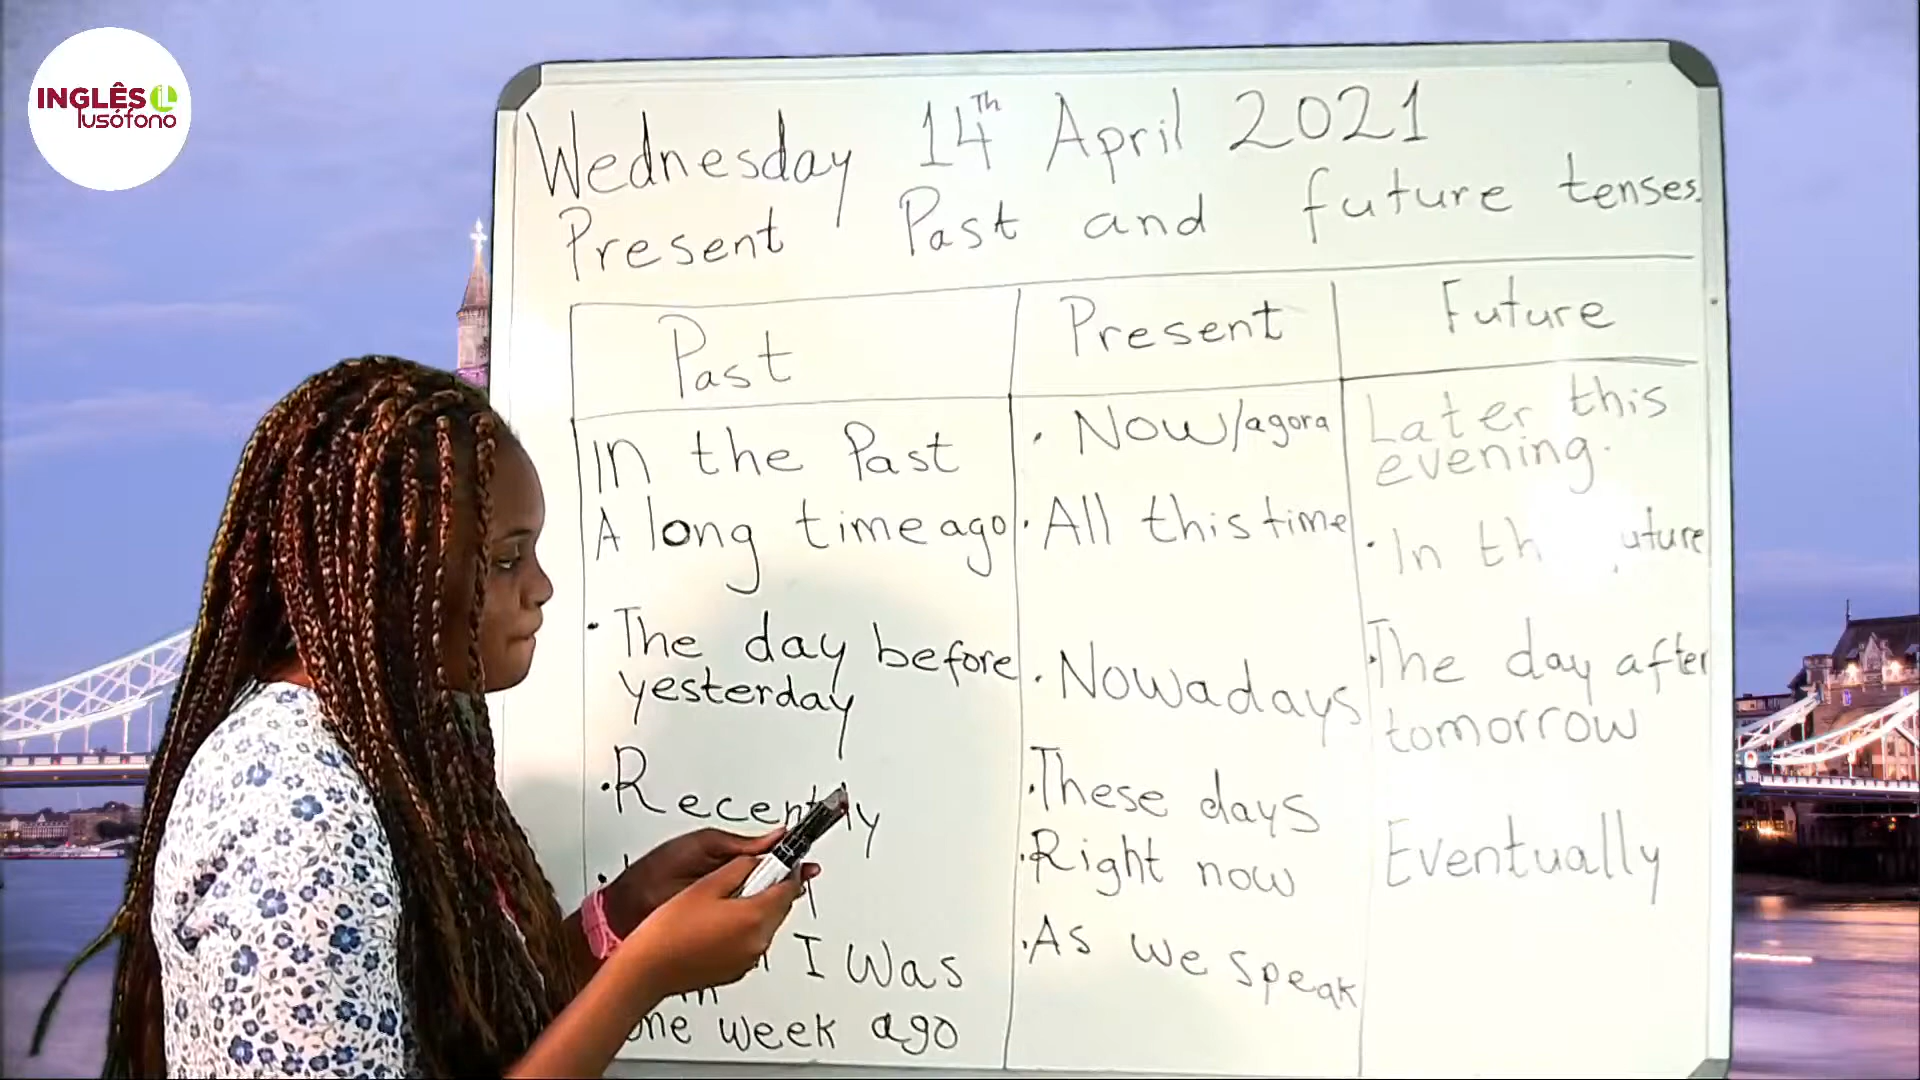 INGLÊS
lusófono
Wednesday 14th April 2021
Present Past and future tenses.
Past
In the Past
A long time ago
· The day before
yesterday
· Recently
I was
one week ago
Present
· Now/agora
· All this time
· Nowadays
· These days
· Right now
· As we speak
Future
Later this
evening.
· In
· The day after
tomorrow
Eventually